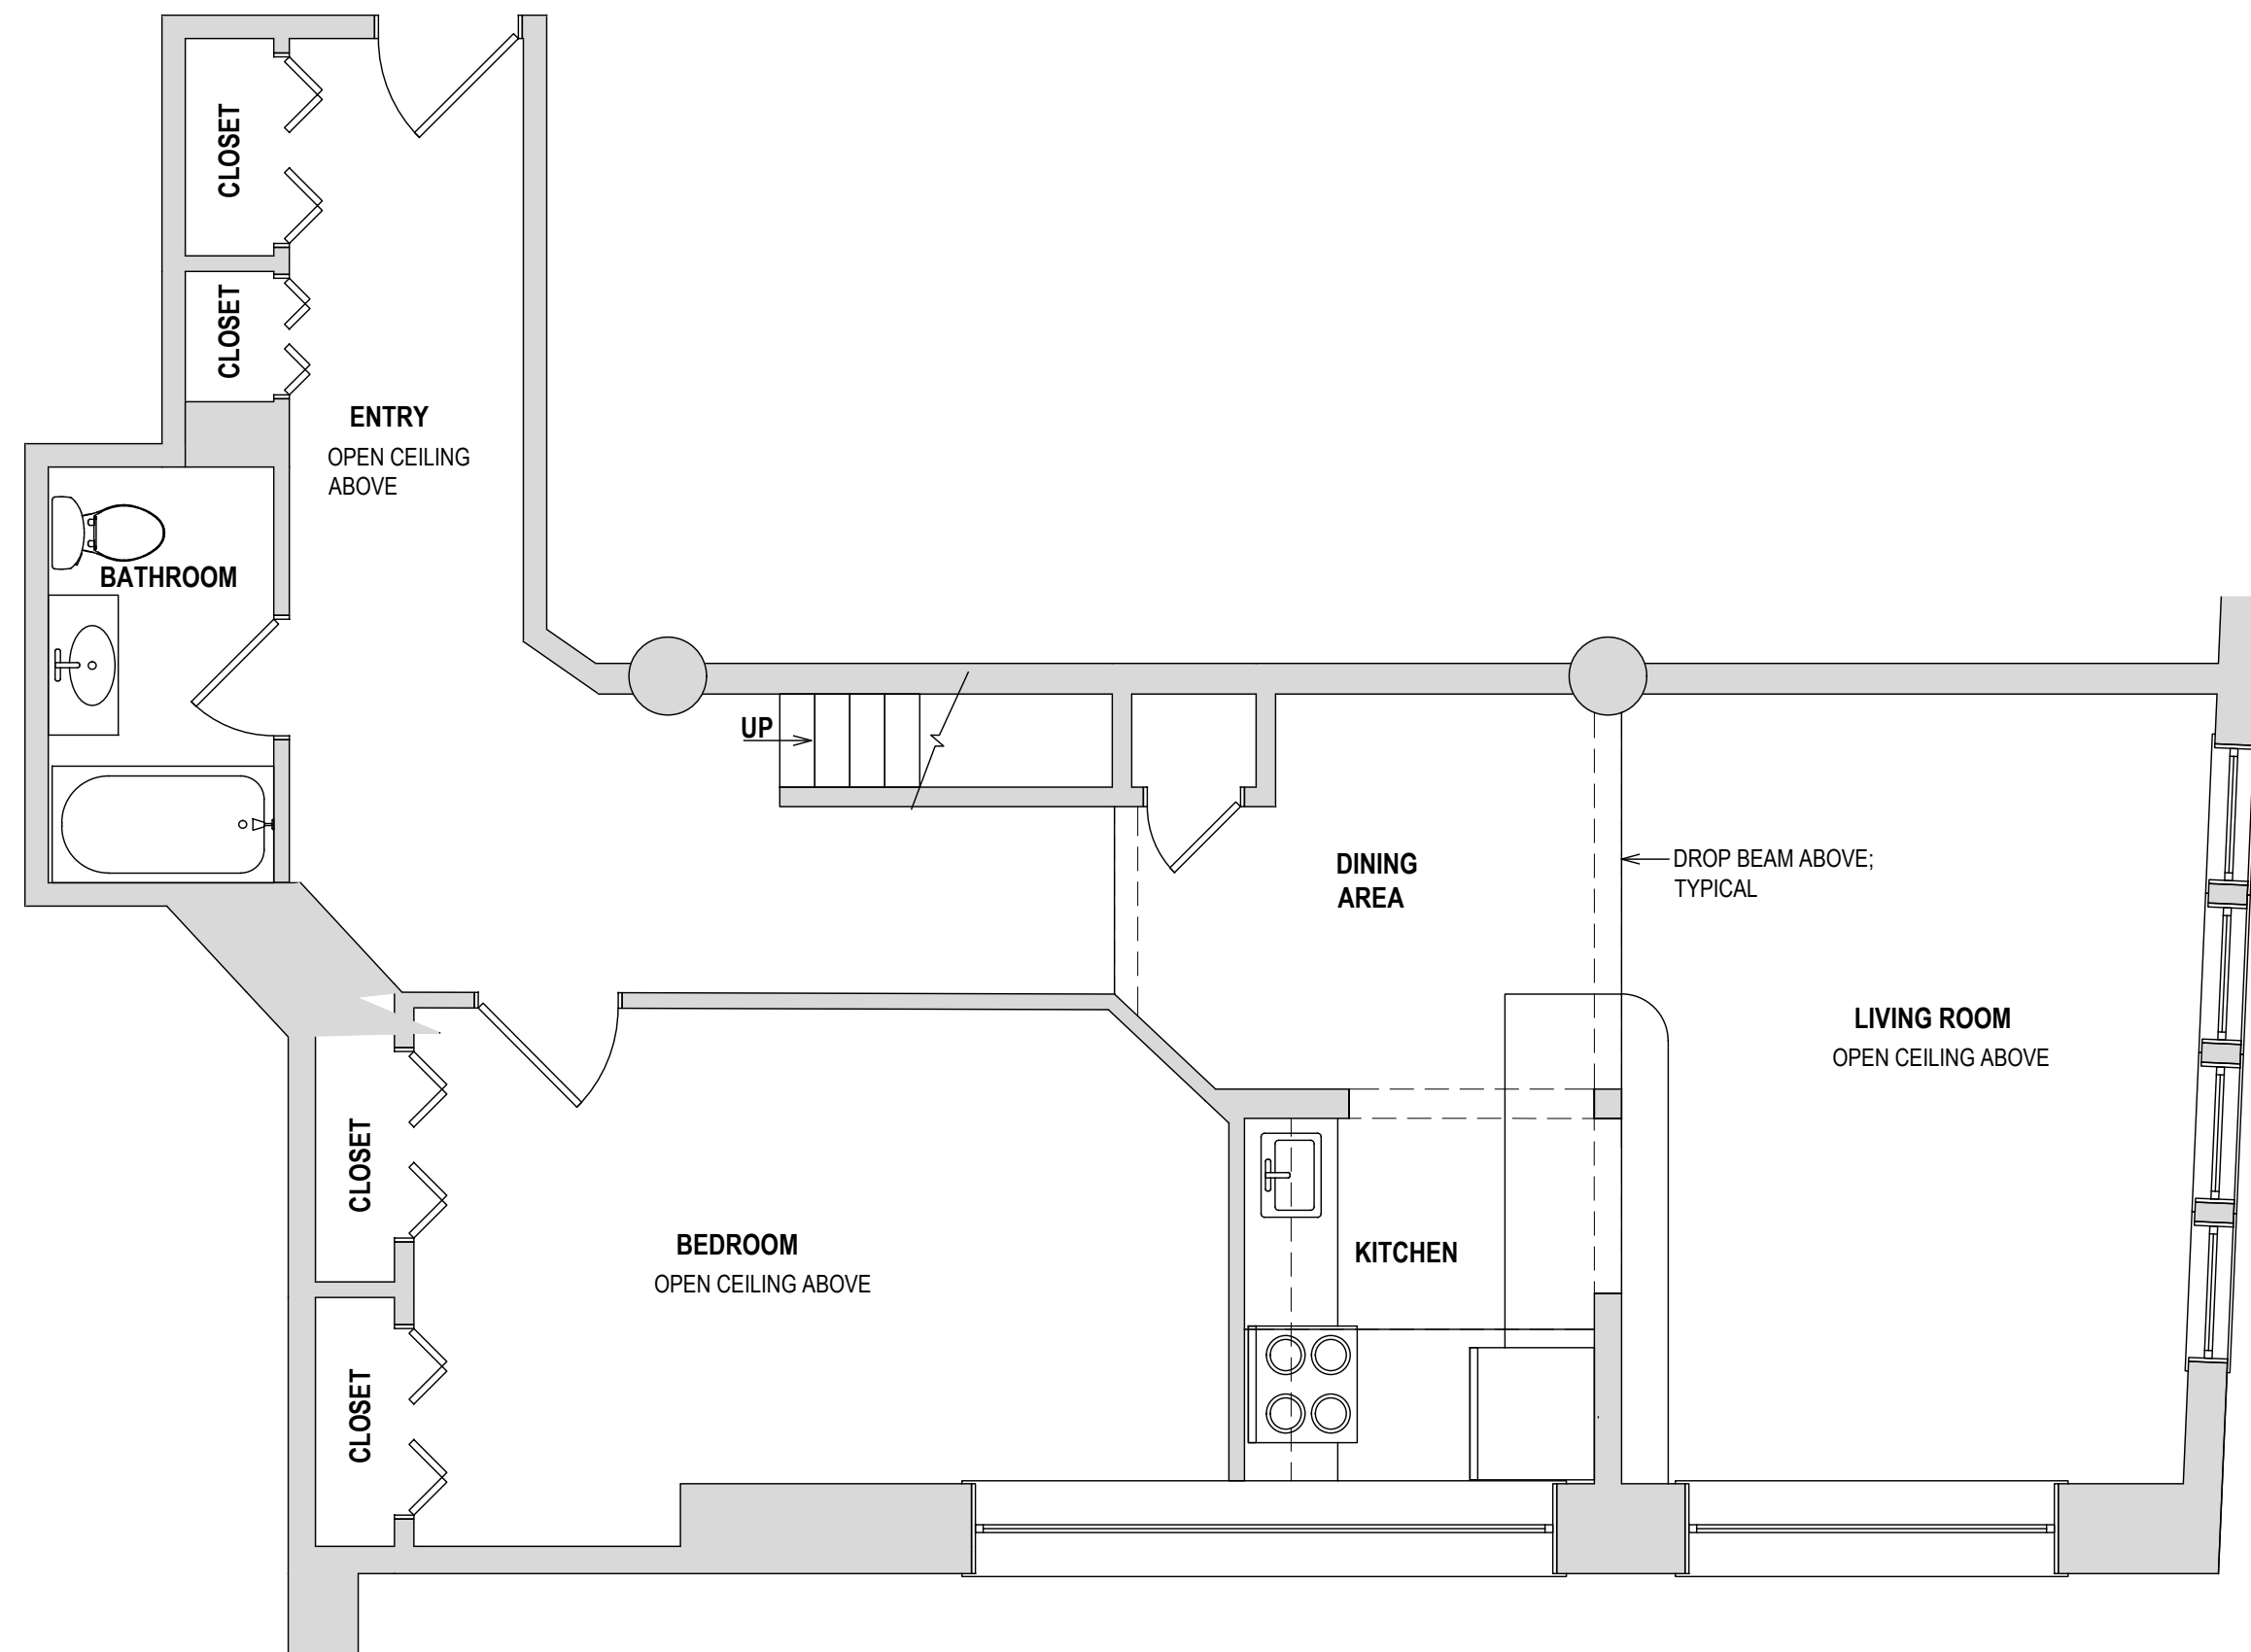 CLOSET
CLOSET
ENTRY
OPEN CEILING
ABOVE
BATHROOM
UP
DINING
AREA
DROP BEAM ABOVE;
TYPICAL
LIVING ROOM
OPEN CEILING ABOVE
CLOSET
BEDROOM
OPEN CEILING ABOVE
KITCHEN
CLOSET